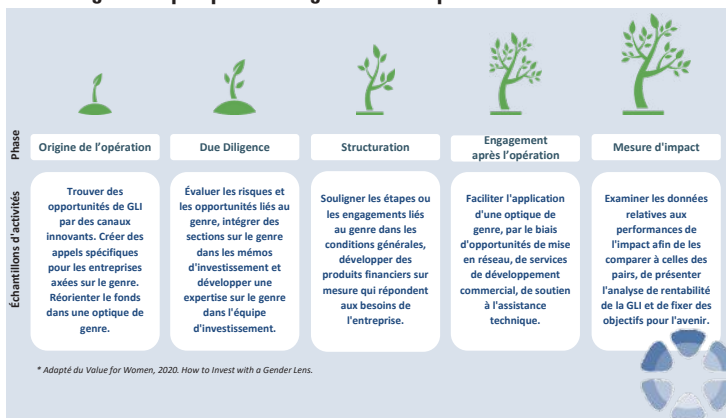 Phase
Origine de l'opération
Due Diligence
Structuration
Engagement
après l'opération
Mesure d'impact
Échantillons d'activités
Trouver des
opportunités de GLI
par des canaux
innovants. Créer des
appels spécifiques
pour les entreprises
axées sur le genre.
Réorienter le fonds
dans une optique de
genre.
Évaluer les risques et
les opportunités liés au
genre, intégrer des
sections sur le genre
dans les mémos
d'investissement et
développer une
expertise sur le genre
dans l'équipe
d'investissement.
Souligner les étapes ou
les engagements liés
au genre dans les
conditions générales,
développer des
produits financiers sur
mesure qui répondent
aux besoins de
l'entreprise.
Faciliter l'application
d'une optique de
genre, par le biais
d'opportunités de mise
en réseau, de services
de développement
commercial, de soutien
à l'assistance
technique.
Examiner les données
relatives aux
performances de
l'impact afin de les
comparer à celles des
pairs, de présenter
l'analyse de rentabilité
de la GLI et de fixer des
objectifs pour l'avenir.
* Adapté du Value for Women, 2020. How to Invest with a Gender Lens.